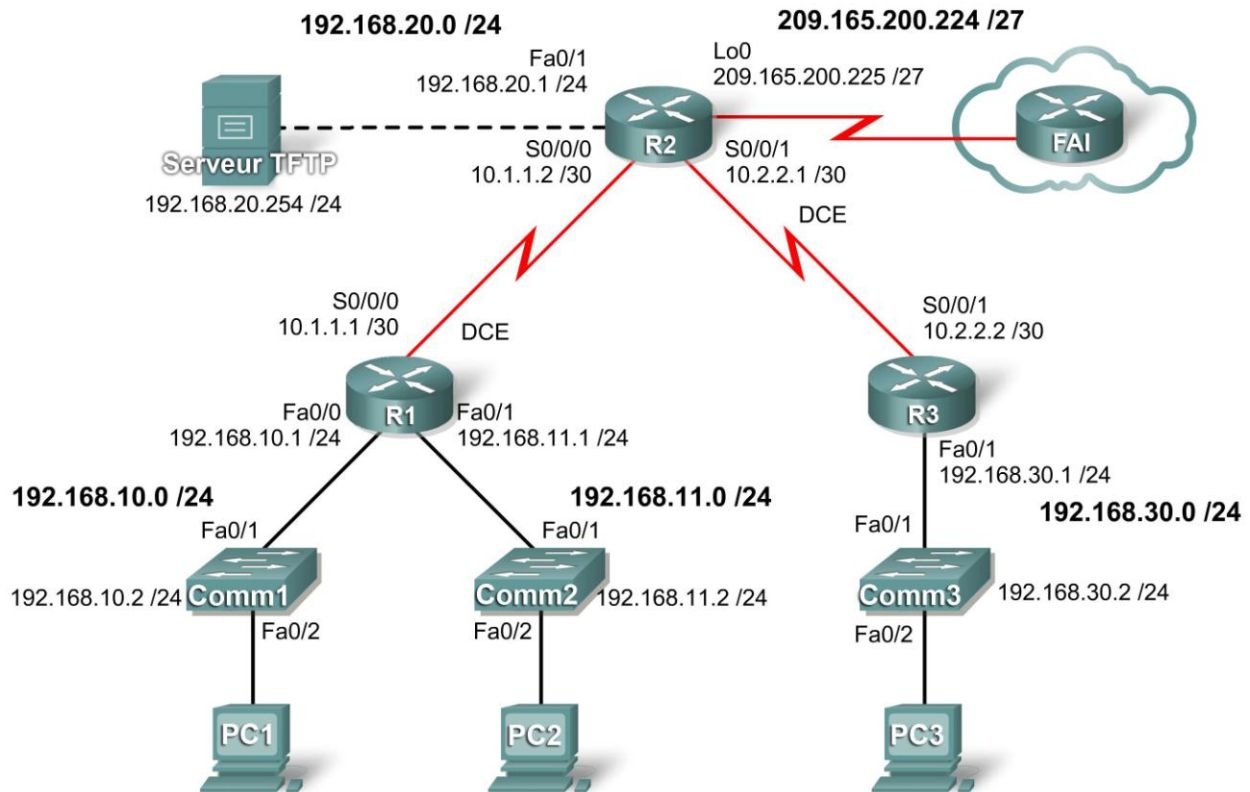 192.168.20.0 /24
209.165.200.224 /27
Fa0/1
192.168.20.1 /24
Lo0
209.165.200.225 /27
Serveur TFTP
192.168.20.254 /24
R2
FAI
S0/0/0
10.1.1.2 /30
S0/0/1
10.2.2.1 /30
DCE
S0/0/0
10.1.1.1 /30
DCE
S0/0/1
10.2.2.2 /30
R1
R3
Fa0/0
192.168.10.1 /24
Fa0/1
192.168.11.1 /24
Fa0/1
192.168.30.1 /24
192.168.10.0 /24
192.168.11.0 /24
192.168.30.0 /24
Fa0/1
Fa0/1
Fa0/1
192.168.10.2 /24
Comm1
Comm2
192.168.11.2 /24
Comm3
192.168.30.2 /24
Fa0/2
Fa0/2
Fa0/2
PC1
PC2
PC3